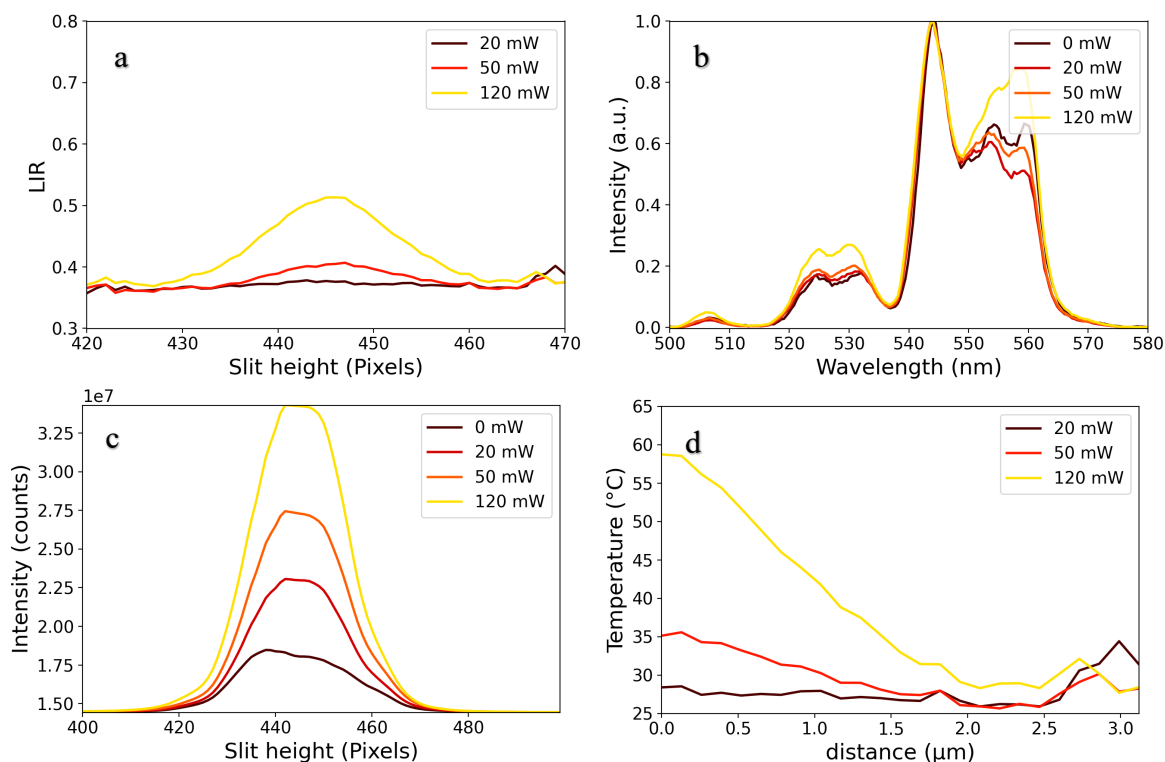 a
LIR
0.8
0.7
0.6
0.5
0.4
0.3
420
430
440
450
460
470
Slit height (Pixels)
20 mW
50 mW
120 mW
b
Intensity (a.u.)
1.0
0.8
0.6
0.4
0.2
0.0
500
510
520
530
540
550
560
570
580
Wavelength (nm)
0 mW
20 mW
50 mW
120 mW
1e7
c
Intensity (counts)
3.25
3.00
2.75
2.50
2.25
2.00
1.75
1.50
400
420
440
460
480
Slit height (Pixels)
0 mW
20 mW
50 mW
120 mW
d
Temperature (°C)
65
60
55
50
45
40
35
30
25
0.0
0.5
1.0
1.5
2.0
2.5
3.0
distance (μm)
20 mW
50 mW
120 mW